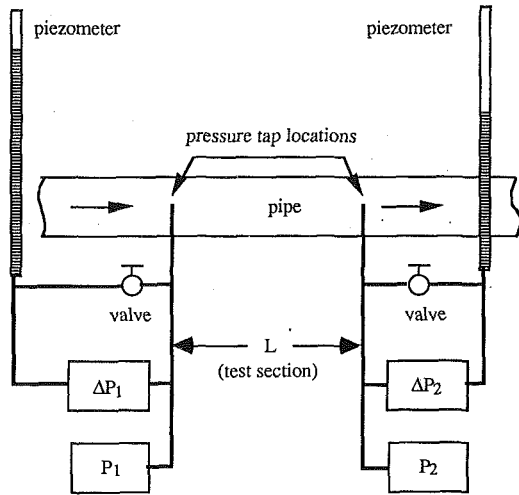 piezometer
piezometer
pressure tap locations
pipe
valve
valve
L
(test section)
ΔP₁
ΔP₂
P₁
P₂